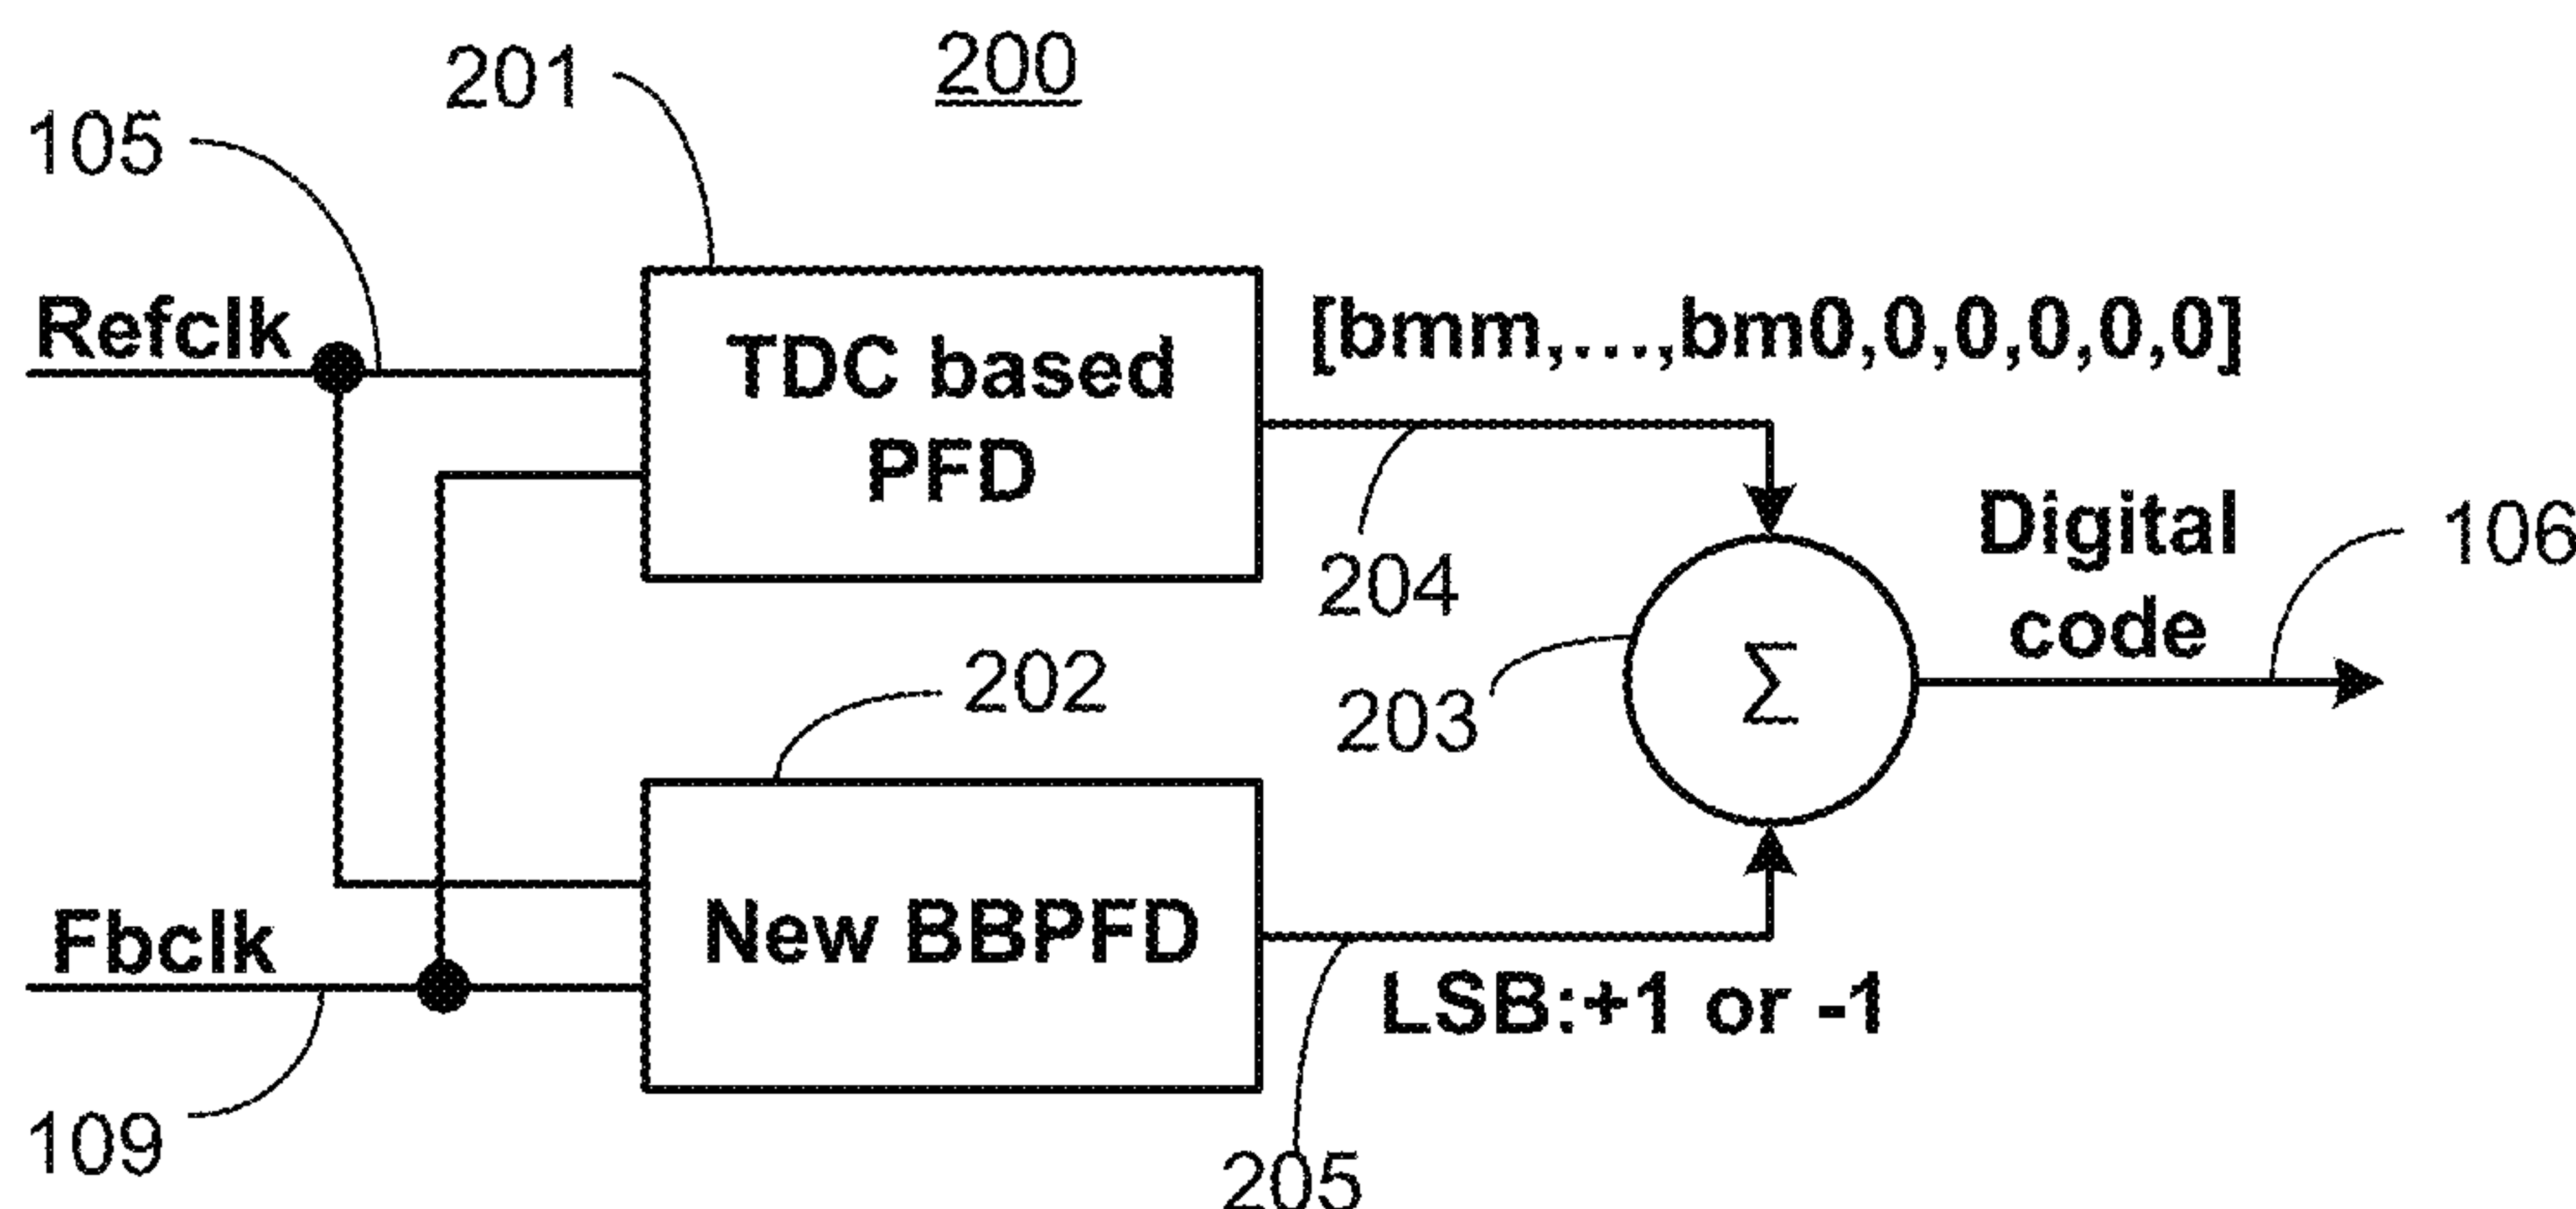 200
201
105
Refclk
TDC based
PFD
[bmm,...,bm0,0,0,0,0,0]
204
Digital
code
106
203
Σ
202
New BBPFD
Fbclk
109
LSB:+1 or -1
205